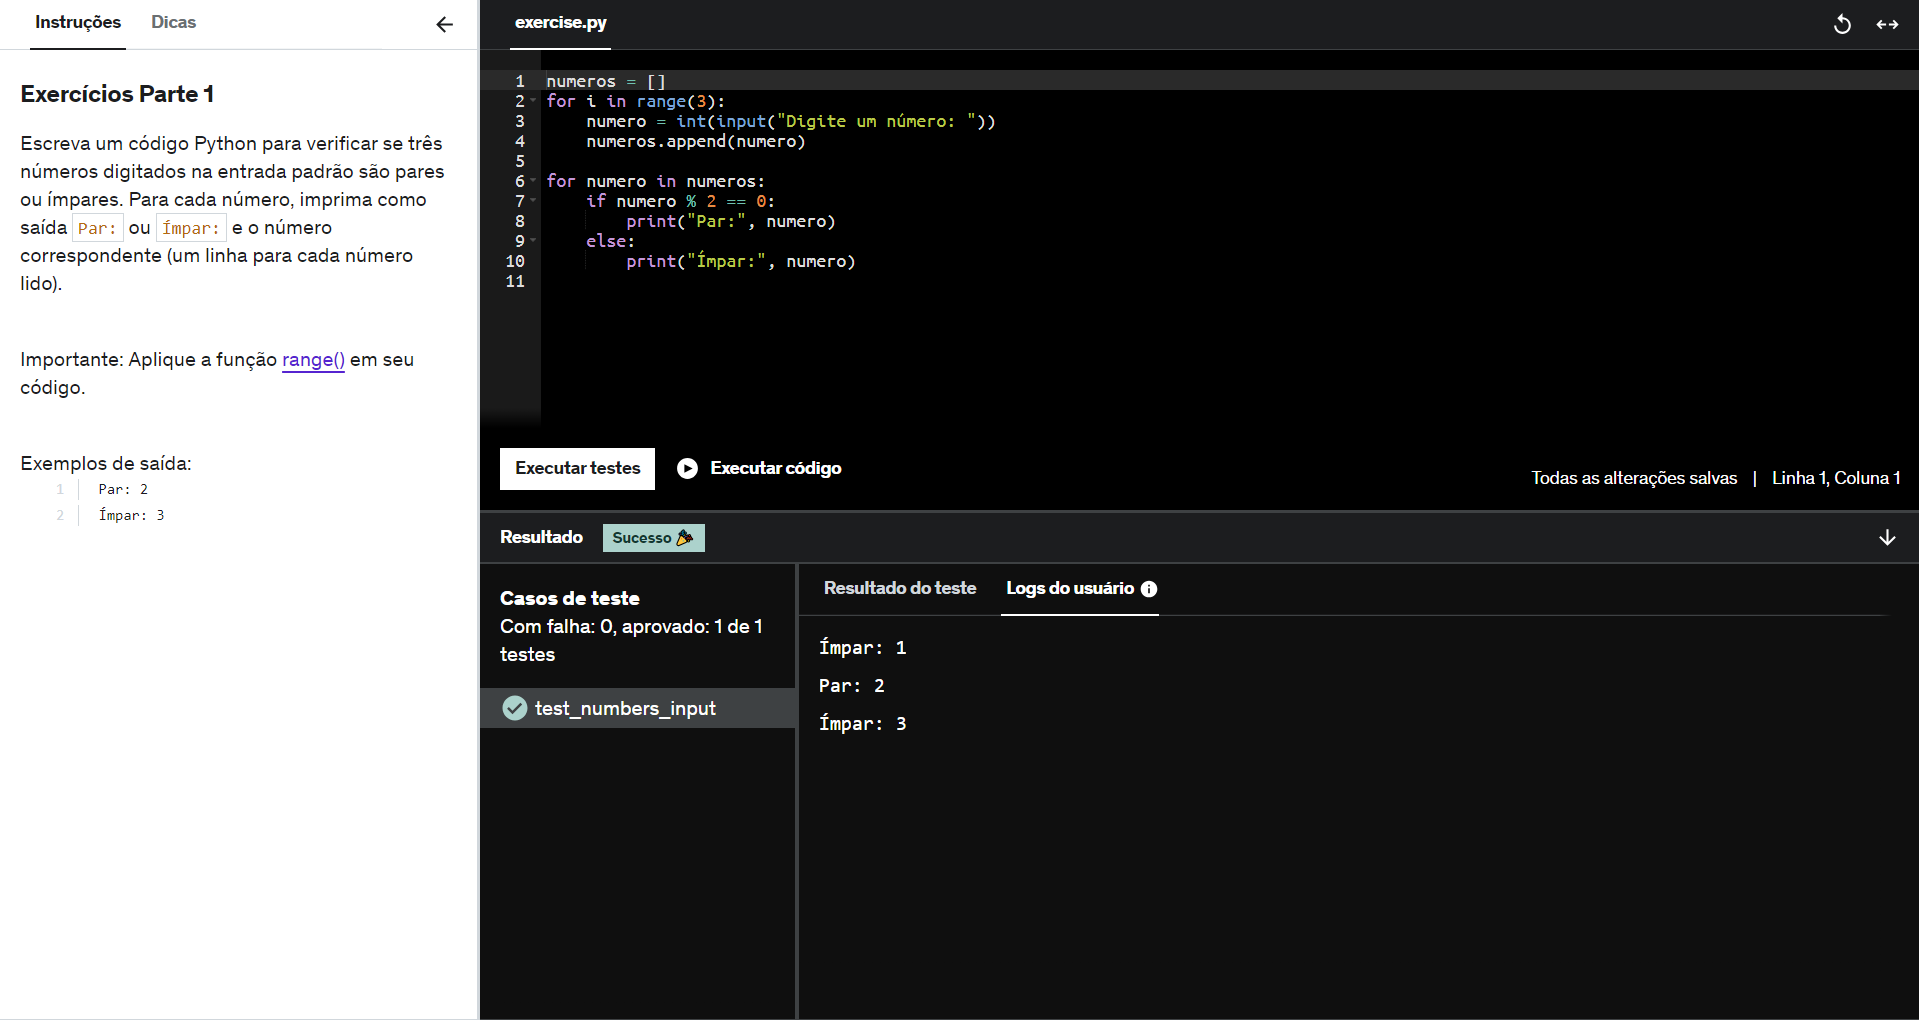 Instruções Dicas
Exercícios Parte 1
Escreva um código Python para verificar se três
números digitados na entrada padrão são pares
ou ímpares. Para cada número, imprima como
saída Par: ou Ímpar: e o número
correspondente (um linha para cada número
lido).
Importante: Aplique a função range() em seu
código.
Exemplos de saída:
1 Par: 2
2 Ímpar: 3
exercise.py
1 numeros = []
2 for i in range(3):
3     numero = int(input("Digite um número: "))
4     numeros.append(numero)
5
6 for numero in numeros:
7     if numero % 2 == 0:
8         print("Par:", numero)
9     else:
10         print("Ímpar:", numero)
11
Executar testes Executar código
Todas as alterações salvas | Linha 1, Coluna 1
Resultado Sucesso
Casos de teste
Com falha: 0, aprovado: 1 de 1
testes
test_numbers_input
Resultado do teste Logs do usuário
Ímpar: 1
Par: 2
Ímpar: 3